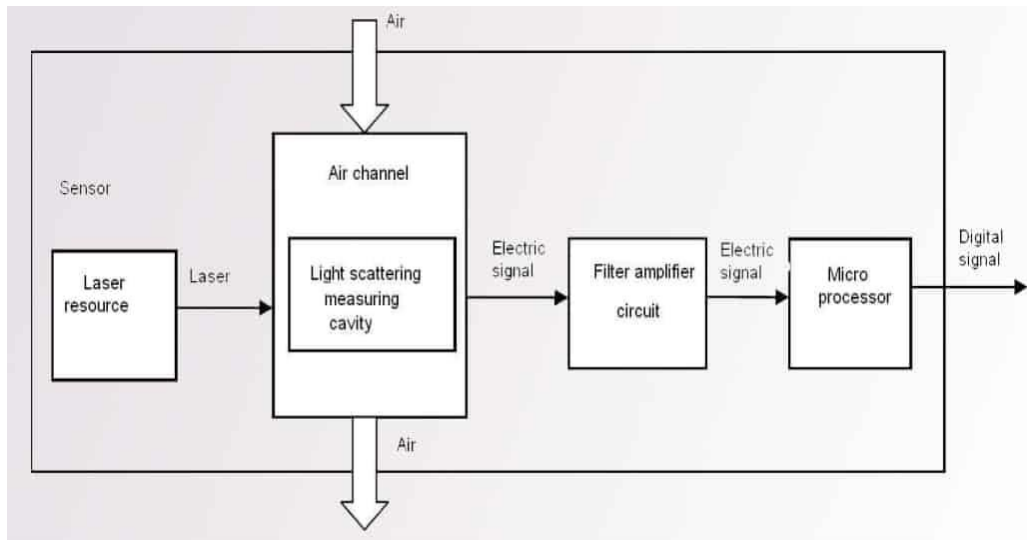 Air
Sensor
Air channel
Laser
resource
Laser
Light scattering
measuring
cavity
Electric
signal
Filter amplifier
circuit
Electric
signal
Micro
processor
Digital
signal
Air